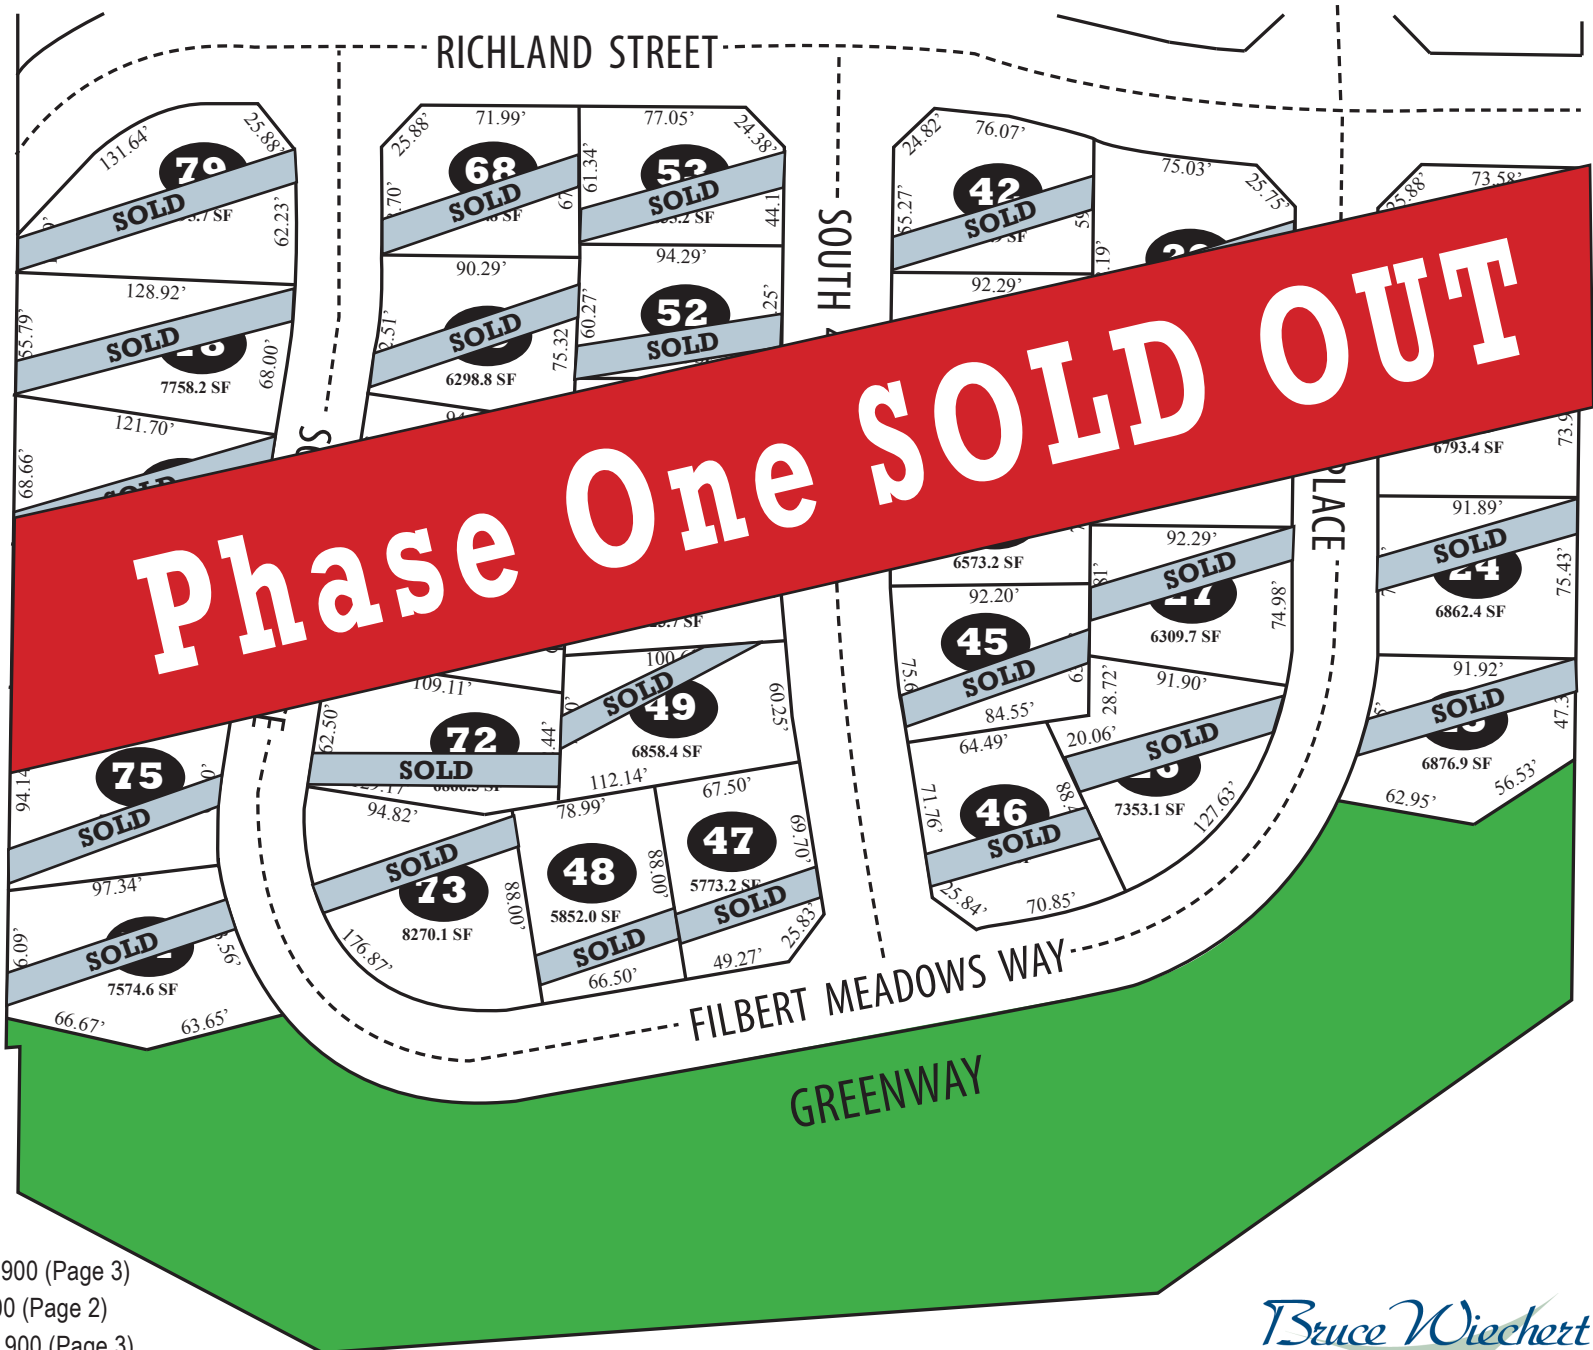 RICHLAND STREET
131.64’
25.88’
79
SOLD
62.23’
25.88’
71.99’
68
SOLD
61.34’
77.05’
24.38’
53
SOLD
24.82’
76.07’
42
SOLD
55.27’
75.03’
25.75’
25.88’
73.58’
128.92’
55.79’
SOLD
7758.2 SF
68.00’
90.29’
SOLD
75.32
6298.8 SF
94.29’
60.27’
52
SOLD
SOUTH
92.29’
121.70’
68.66’
SOLD
Phase One SOLD OUT
6793.4 SF
PLACE
91.89’
SOLD
24
75.43’
6862.4 SF
6573.2 SF
92.29’
SOLD
27
74.98’
6309.7 SF
92.20’
45
SOLD
84.55’
91.90’
28.72’
20.06’
SOLD
7353.1 SF
127.63’
91.92’
SOLD
6876.9 SF
62.95’
56.53’
109.11’
62.50’
72
SOLD
SOLD
49
60.25’
6858.4 SF
112.14’
64.49’
71.76’
46
SOLD
25.84’
70.85’
75
94.14
SOLD
94.82’
SOLD
73
88.00’
8270.1 SF
176.87’
78.99’
48
88.00’
5852.0 SF
SOLD
66.50’
67.50’
47
69.70’
5773.2 SF
SOLD
49.27’
25.83’
97.34’
SOLD
7574.6 SF
66.67’
63.65’
FILBERT MEADOWS WAY
GREENWAY
900 (Page 3)
(Page 2)
900 (Page 3)
Bruce Wiechert